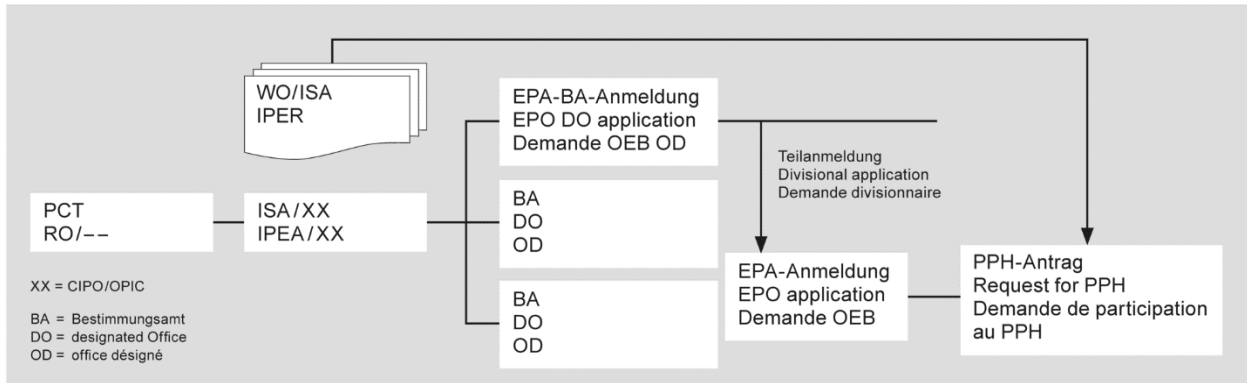 WO/ISA
IPER
EPA-BA-Anmeldung
EPO DO application
Demande OEB OD
Teilanmeldung
Divisional application
Demande divisionnaire
PCT
RO/––
ISA/XX
IPEA/XX
BA
DO
OD
EPA-Anmeldung
EPO application
Demande OEB
PPH-Antrag
Request for PPH
Demande de participation
au PPH
XX = CIPO/OPIC
BA = Bestimmungsamt
DO = designated Office
OD = office désigné
BA
DO
OD